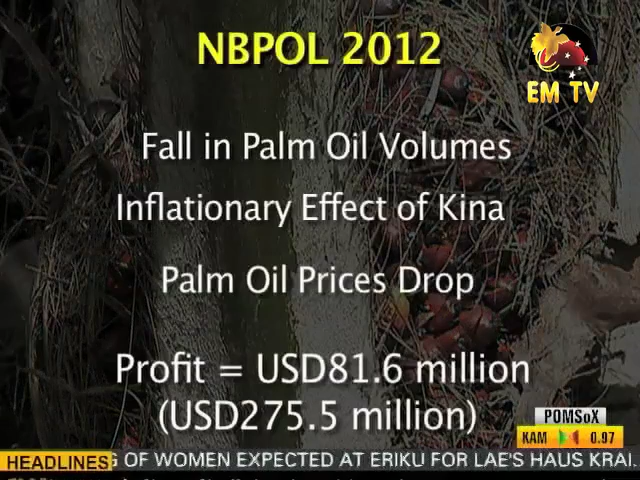 NBPOL 2012
EM TV
Fall in Palm Oil Volumes
Inflationary Effect of Kina
Palm Oil Prices Drop
Profit = USD81.6 million
(USD275.5 million)
POMSoX
KAM 0.97
HEADLINES G OF WOMEN EXPECTED AT ERIKU FOR LAE'S HAUS KRAI.